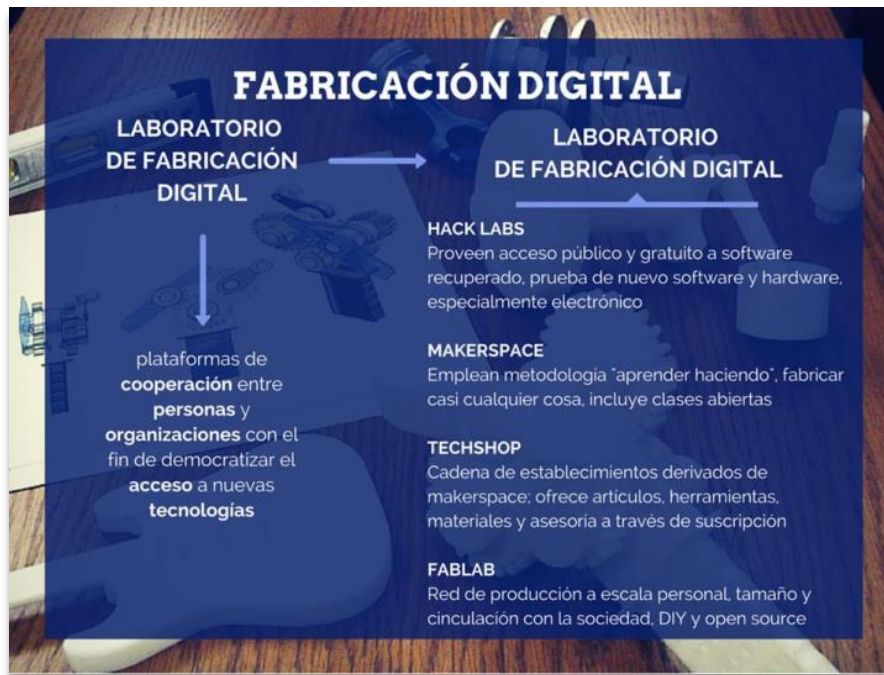 FABRICACIÓN DIGITAL
LABORATORIO
DE FABRICACIÓN
DIGITAL
plataformas de
cooperación entre
personas y
organizaciones con el
fin de democratizar el
acceso a nuevas
tecnologías
LABORATORIO
DE FABRICACIÓN DIGITAL
HACK LABS
Proveen acceso público y gratuito a software
recuperado, prueba de nuevo software y hardware,
especialmente electrónico
MAKERSPACE
Emplean metodología "aprender haciendo", fabricar
casi cualquier cosa, incluye clases abiertas
TECHSHOP
Cadena de establecimientos derivados de
makerspace; ofrece artículos, herramientas,
materiales y asesoría a través de suscripción
FABLAB
Red de producción a escala personal, tamaño y
cinculación con la sociedad, DIY y open source